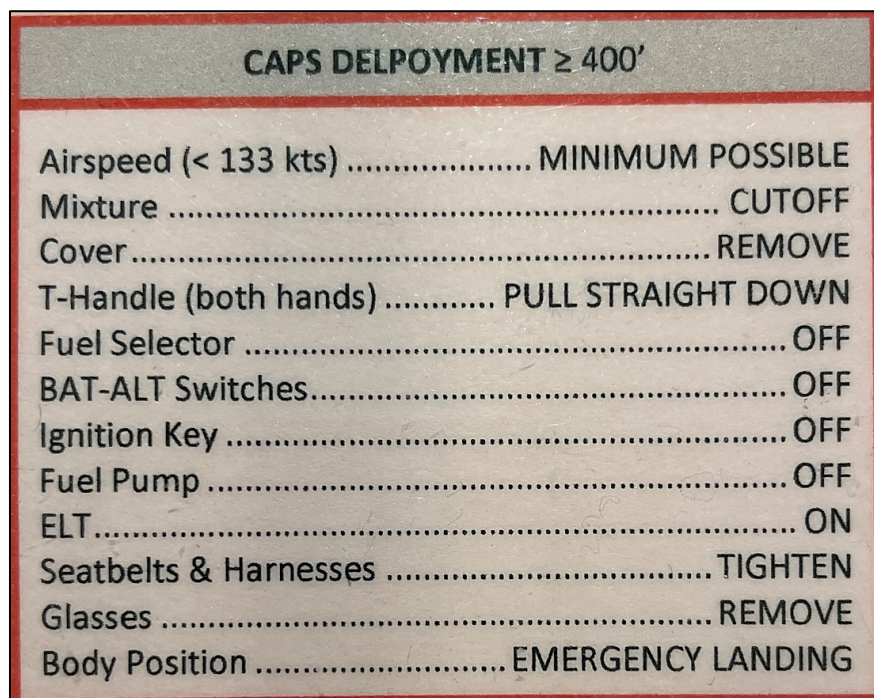 CAPS DELPOYMENT ≥ 400'
Airspeed (< 133 kts) ................... MINIMUM POSSIBLE
Mixture ......................................................... CUTOFF
Cover............................................................ REMOVE
T-Handle (both hands) ............ PULL STRAIGHT DOWN
Fuel Selector ........................................................ OFF
BAT-ALT Switches................................................. OFF
Ignition Key .......................................................... OFF
Fuel Pump ............................................................ OFF
ELT......................................................................... ON
Seatbelts & Harnesses .................................. TIGHTEN
Glasses ......................................................... REMOVE
Body Position ..........................EMERGENCY LANDING